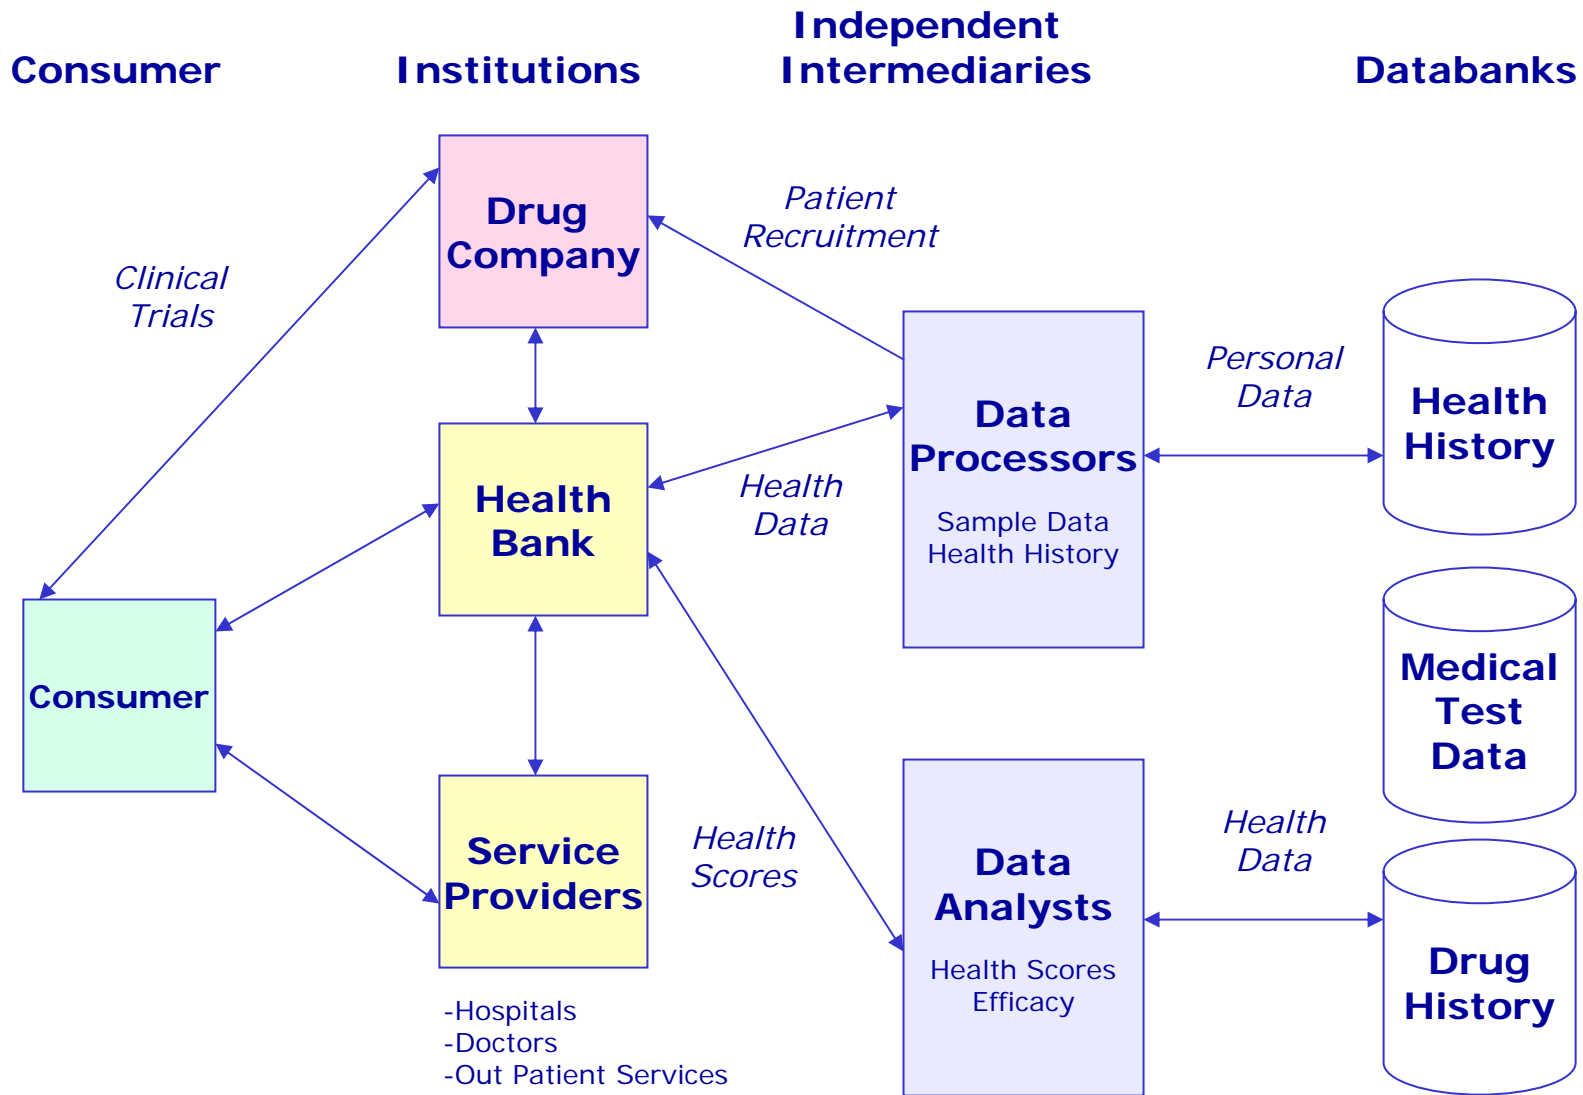 Consumer
Institutions
Independent
Intermediaries
Databanks
Drug
Company
Patient
Recruitment
Clinical
Trials
Personal
Data
Health
History
Data
Processors
Sample Data
Health History
Health
Bank
Health
Data
Consumer
Medical
Test
Data
Service
Providers
Health
Scores
Data
Analysts
Health Scores
Efficacy
Health
Data
Drug
History
-Hospitals
-Doctors
-Out Patient Services